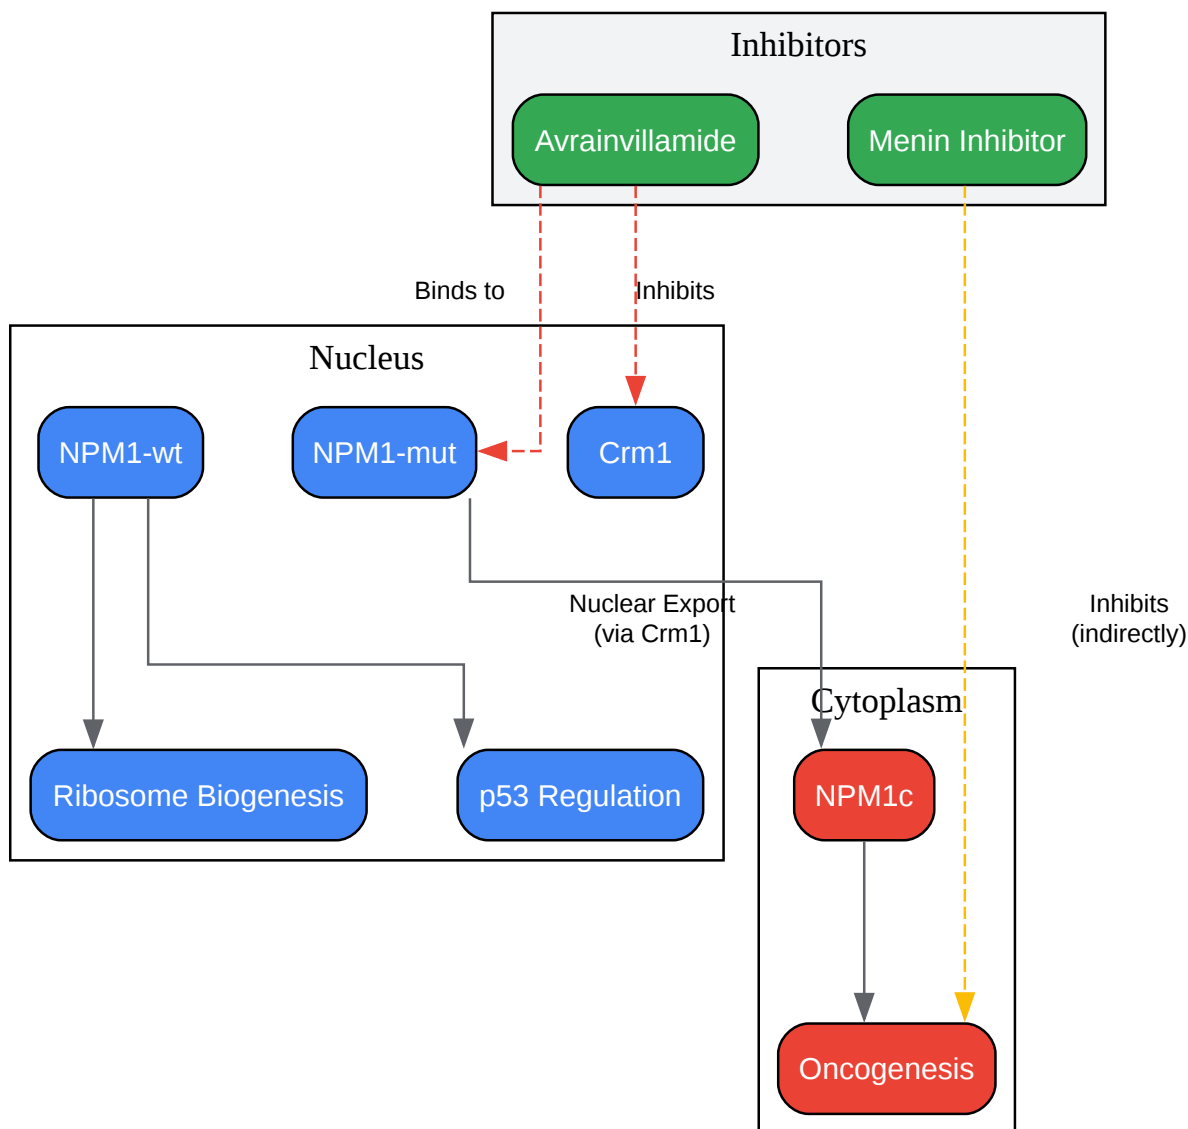 Inhibitors
Avrainvillamide
Menin Inhibitor
Binds to
Inhibits
Nucleus
NPM1-wt
NPM1-mut
Crm1
Nuclear Export
(via Crm1)
Inhibits
(indirectly)
Cytoplasm
Ribosome Biogenesis
p53 Regulation
NPM1c
Oncogenesis